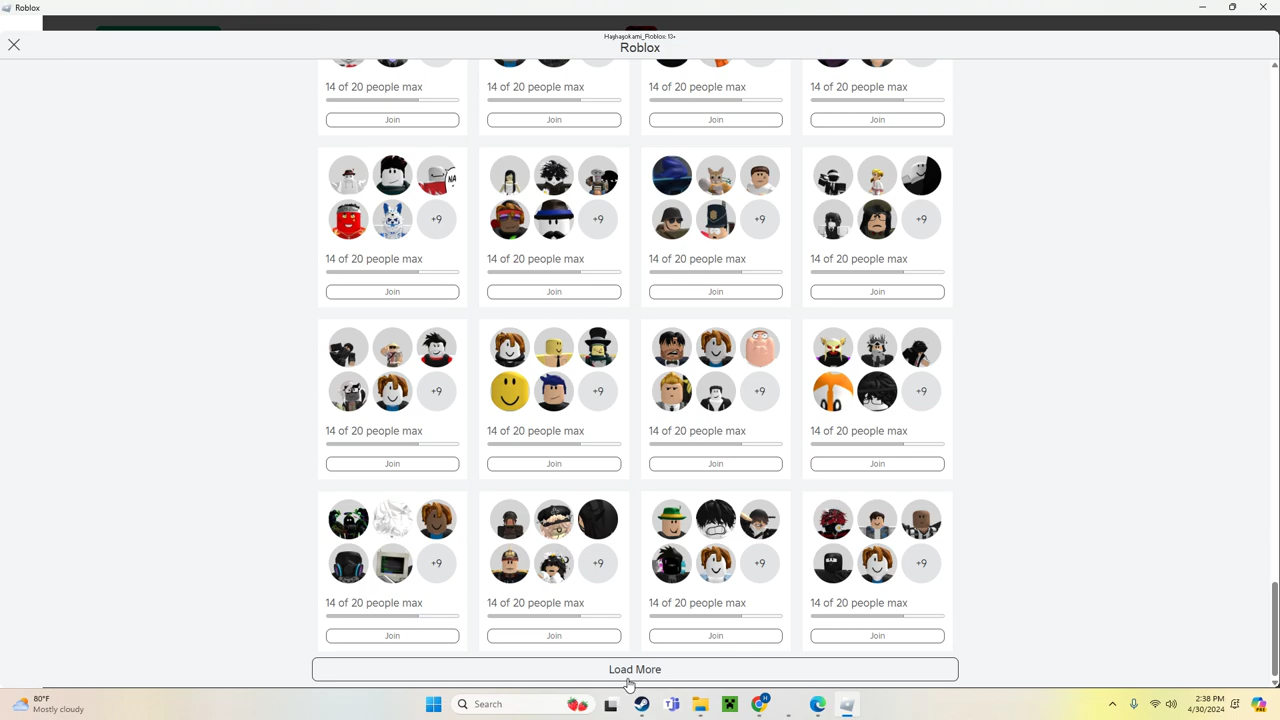 Roblox
Hashasokami_Roblox: 13+
Roblox
14 of 20 people max 14 of 20 people max 14 of 20 people max 14 of 20 people max
Join Join Join Join
NA
+9 +9 +9 +9
14 of 20 people max 14 of 20 people max 14 of 20 people max 14 of 20 people max
Join Join Join Join
+9 +9 +9 +9
14 of 20 people max 14 of 20 people max 14 of 20 people max 14 of 20 people max
Join Join Join Join
+9 +9 +9 +9
14 of 20 people max 14 of 20 people max 14 of 20 people max 14 of 20 people max
Join Join Join Join
Load More
80°F
Mostly cloudy
Search
2:38 PM
4/30/2024